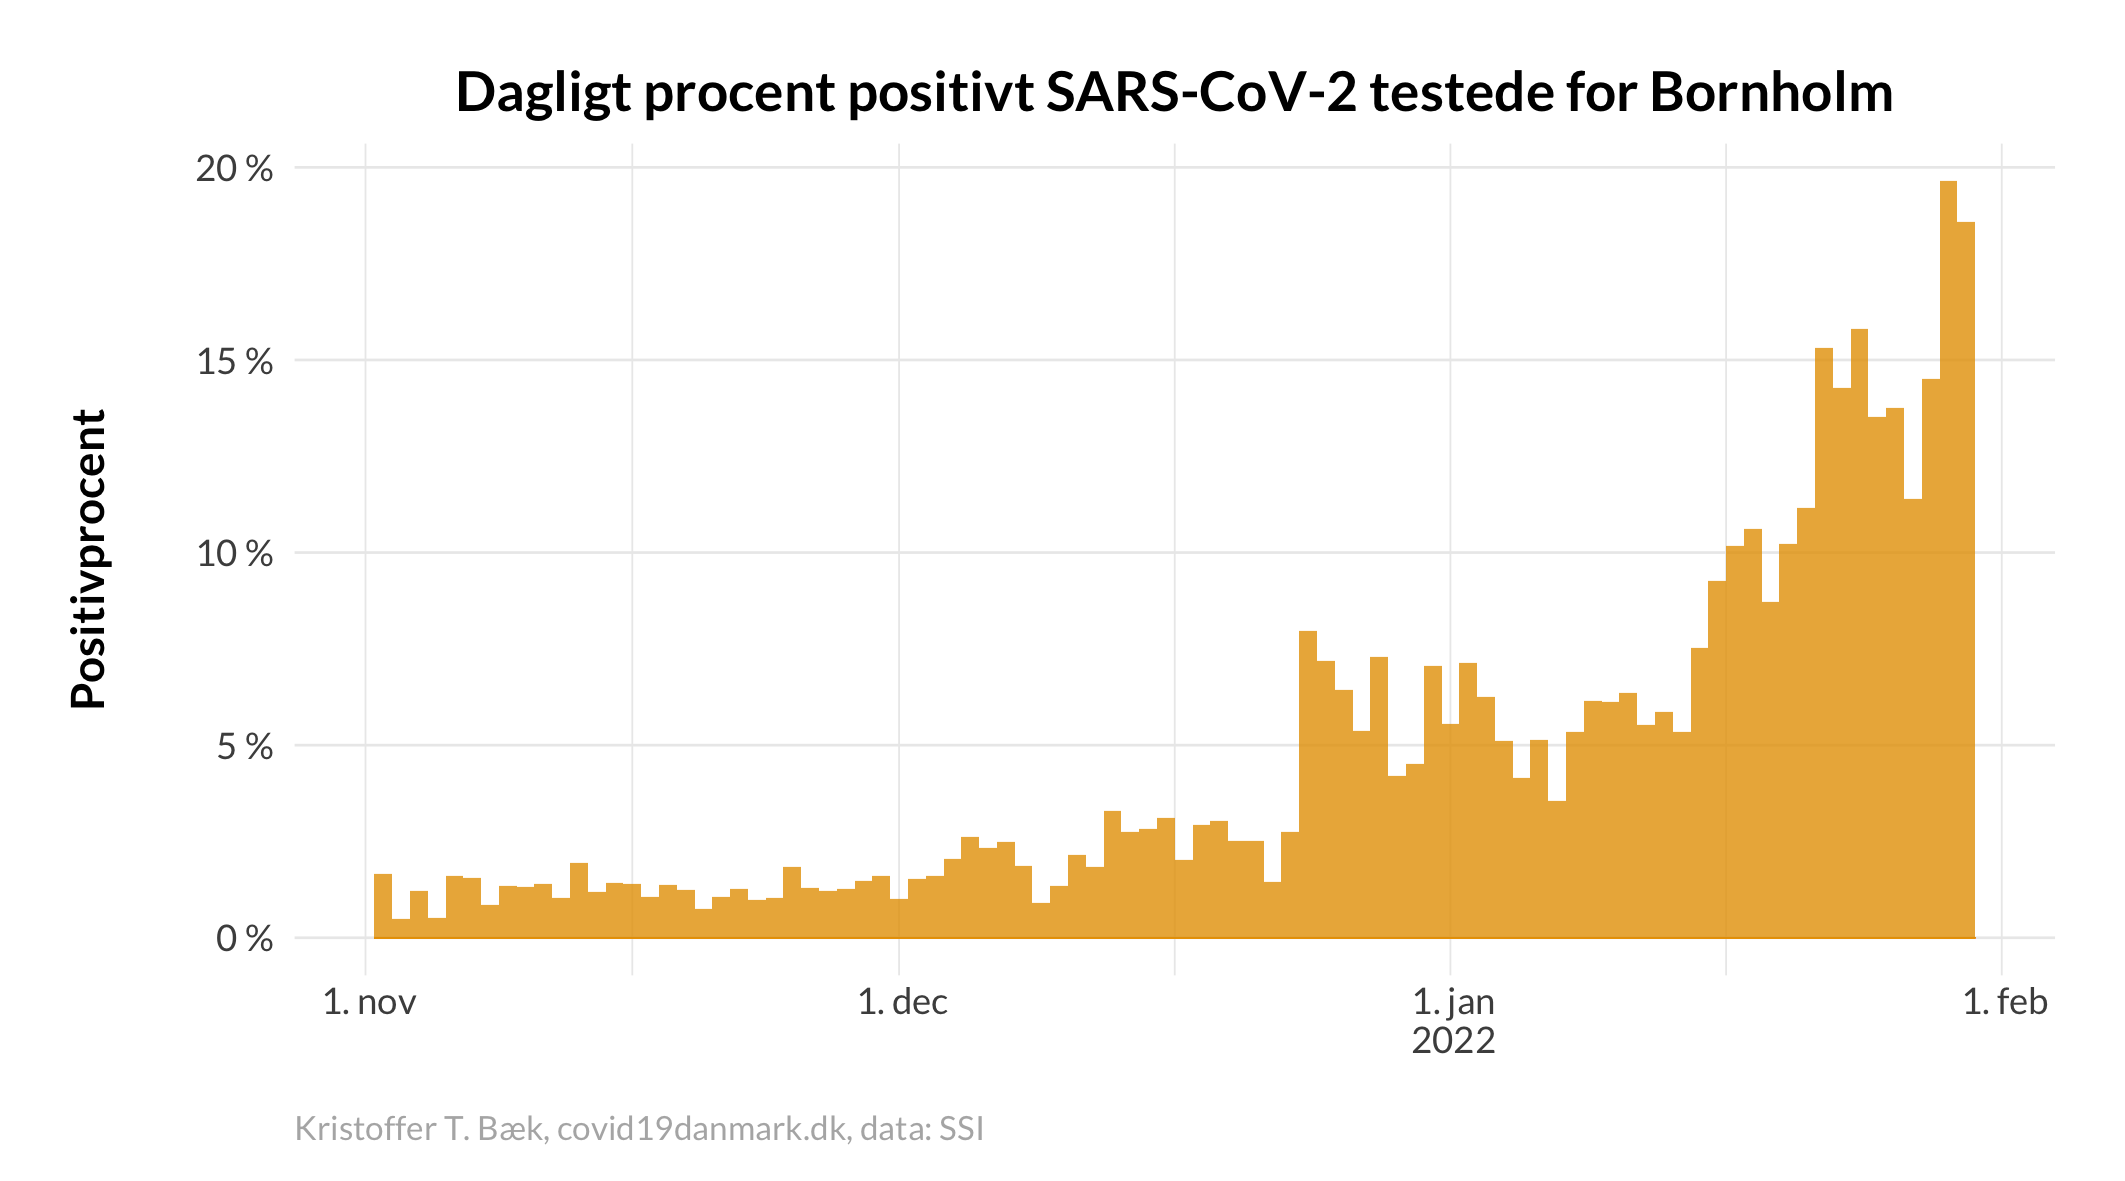 Dagligt procent positivt SARS-CoV-2 testede for Bornholm
Positivprocent
20 %
15 %
10 %
5 %
0 %
1. nov
1. dec
1. jan
2022
1. feb
Kristoffer T. Bæk, covid19danmark.dk, data: SSI